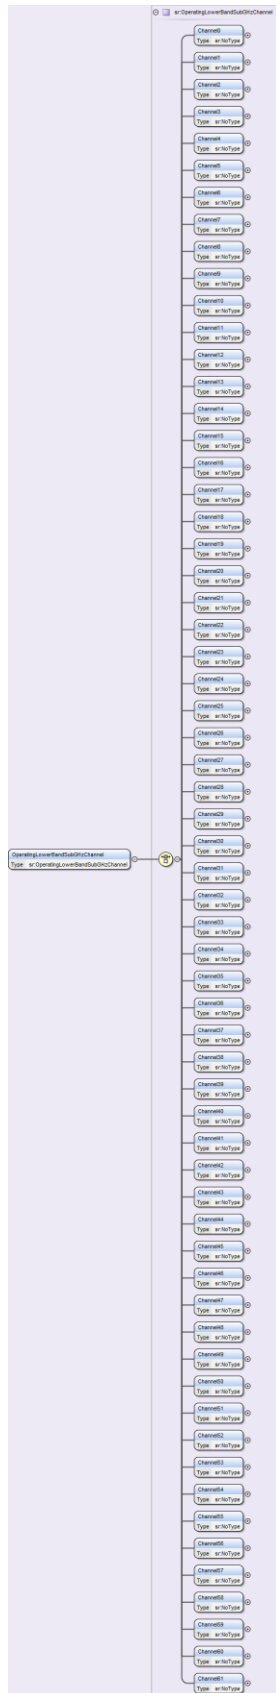 sr:OperatingLowerBandSubGHzChannel
Channel0
Type sr:NoType
Channel1
Type sr:NoType
Channel2
Type sr:NoType
Channel3
Type sr:NoType
Channel4
Type sr:NoType
Channel5
Type sr:NoType
Channel6
Type sr:NoType
Channel7
Type sr:NoType
Channel8
Type sr:NoType
Channel9
Type sr:NoType
Channel10
Type sr:NoType
Channel11
Type sr:NoType
Channel12
Type sr:NoType
Channel13
Type sr:NoType
Channel14
Type sr:NoType
Channel15
Type sr:NoType
Channel16
Type sr:NoType
Channel17
Type sr:NoType
Channel18
Type sr:NoType
Channel19
Type sr:NoType
Channel20
Type sr:NoType
Channel21
Type sr:NoType
Channel22
Type sr:NoType
Channel23
Type sr:NoType
Channel24
Type sr:NoType
Channel25
Type sr:NoType
Channel26
Type sr:NoType
Channel27
Type sr:NoType
Channel28
Type sr:NoType
Channel29
Type sr:NoType
Channel30
Type sr:NoType
OperatingLowerBandSubGHzChannel
Type sr:OperatingLowerBandSubGHzChannel
Channel31
Type sr:NoType
Channel32
Type sr:NoType
Channel33
Type sr:NoType
Channel34
Type sr:NoType
Channel35
Type sr:NoType
Channel36
Type sr:NoType
Channel37
Type sr:NoType
Channel38
Type sr:NoType
Channel39
Type sr:NoType
Channel40
Type sr:NoType
Channel41
Type sr:NoType
Channel42
Type sr:NoType
Channel43
Type sr:NoType
Channel44
Type sr:NoType
Channel45
Type sr:NoType
Channel46
Type sr:NoType
Channel47
Type sr:NoType
Channel48
Type sr:NoType
Channel49
Type sr:NoType
Channel50
Type sr:NoType
Channel51
Type sr:NoType
Channel52
Type sr:NoType
Channel53
Type sr:NoType
Channel54
Type sr:NoType
Channel55
Type sr:NoType
Channel56
Type sr:NoType
Channel57
Type sr:NoType
Channel58
Type sr:NoType
Channel59
Type sr:NoType
Channel60
Type sr:NoType
Channel61
Type sr:NoType